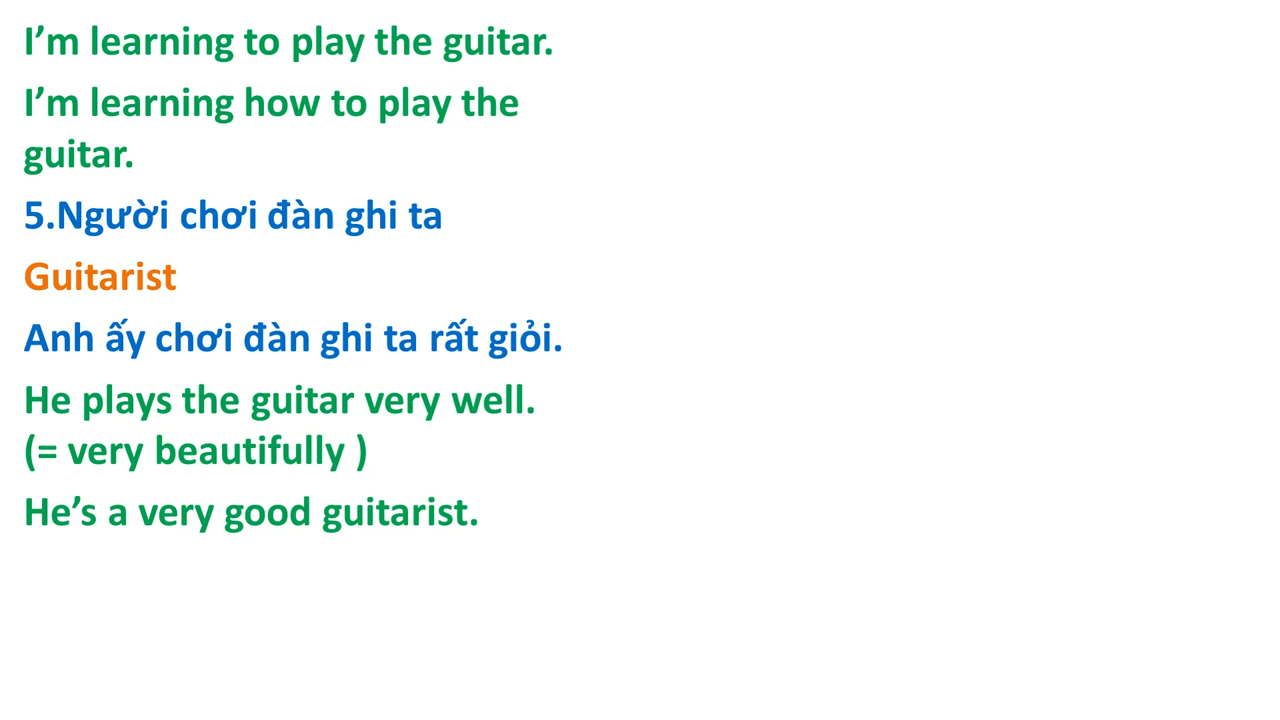 I’m learning to play the guitar.
I’m learning how to play the
guitar.
5.Người chơi đàn ghi ta
Guitarist
Anh ấy chơi đàn ghi ta rất giỏi.
He plays the guitar very well.
(= very beautifully )
He’s a very good guitarist.